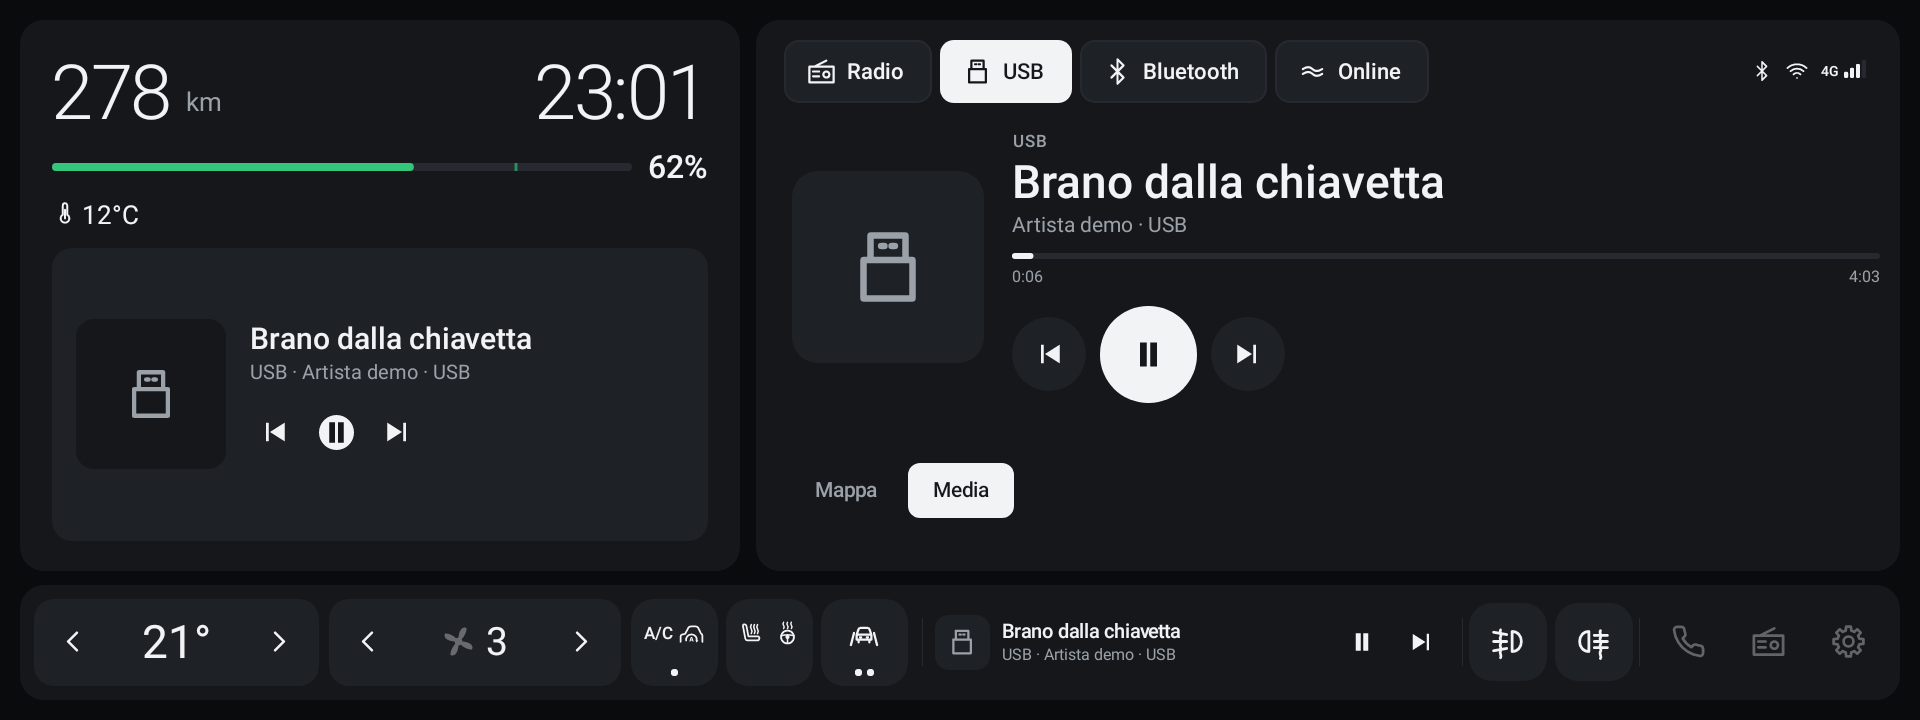 278 km
23:01
62%
12°C
Brano dalla chiavetta
USB · Artista demo · USB
Radio
USB
Bluetooth
Online
4G
USB
Brano dalla chiavetta
Artista demo · USB
0:06
4:03
Mappa
Media
21°
3
A/C
Brano dalla chiavetta
USB · Artista demo · USB